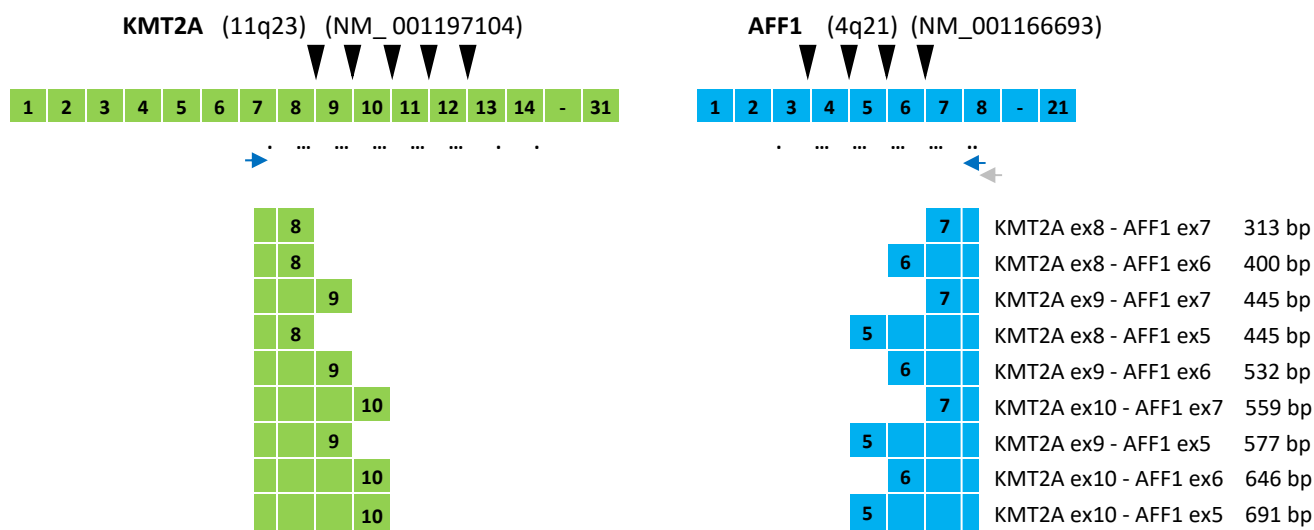 KMT2A (11q23) (NM_ 001197104) AFF1 (4q21) (NM_001166693)
1 2 3 4 5 6 7 8 9 10 11 12 13 14 - 31 1 2 3 4 5 6 7 8 - 21
. ... ... ... ... ... . . . ... ... ... ... ..
8 7 KMT2A ex8 - AFF1 ex7 313 bp
8 6 KMT2A ex8 - AFF1 ex6 400 bp
9 7 KMT2A ex9 - AFF1 ex7 445 bp
8 5 KMT2A ex8 - AFF1 ex5 445 bp
9 6 KMT2A ex9 - AFF1 ex6 532 bp
10 7 KMT2A ex10 - AFF1 ex7 559 bp
9 5 KMT2A ex9 - AFF1 ex5 577 bp
10 6 KMT2A ex10 - AFF1 ex6 646 bp
10 5 KMT2A ex10 - AFF1 ex5 691 bp